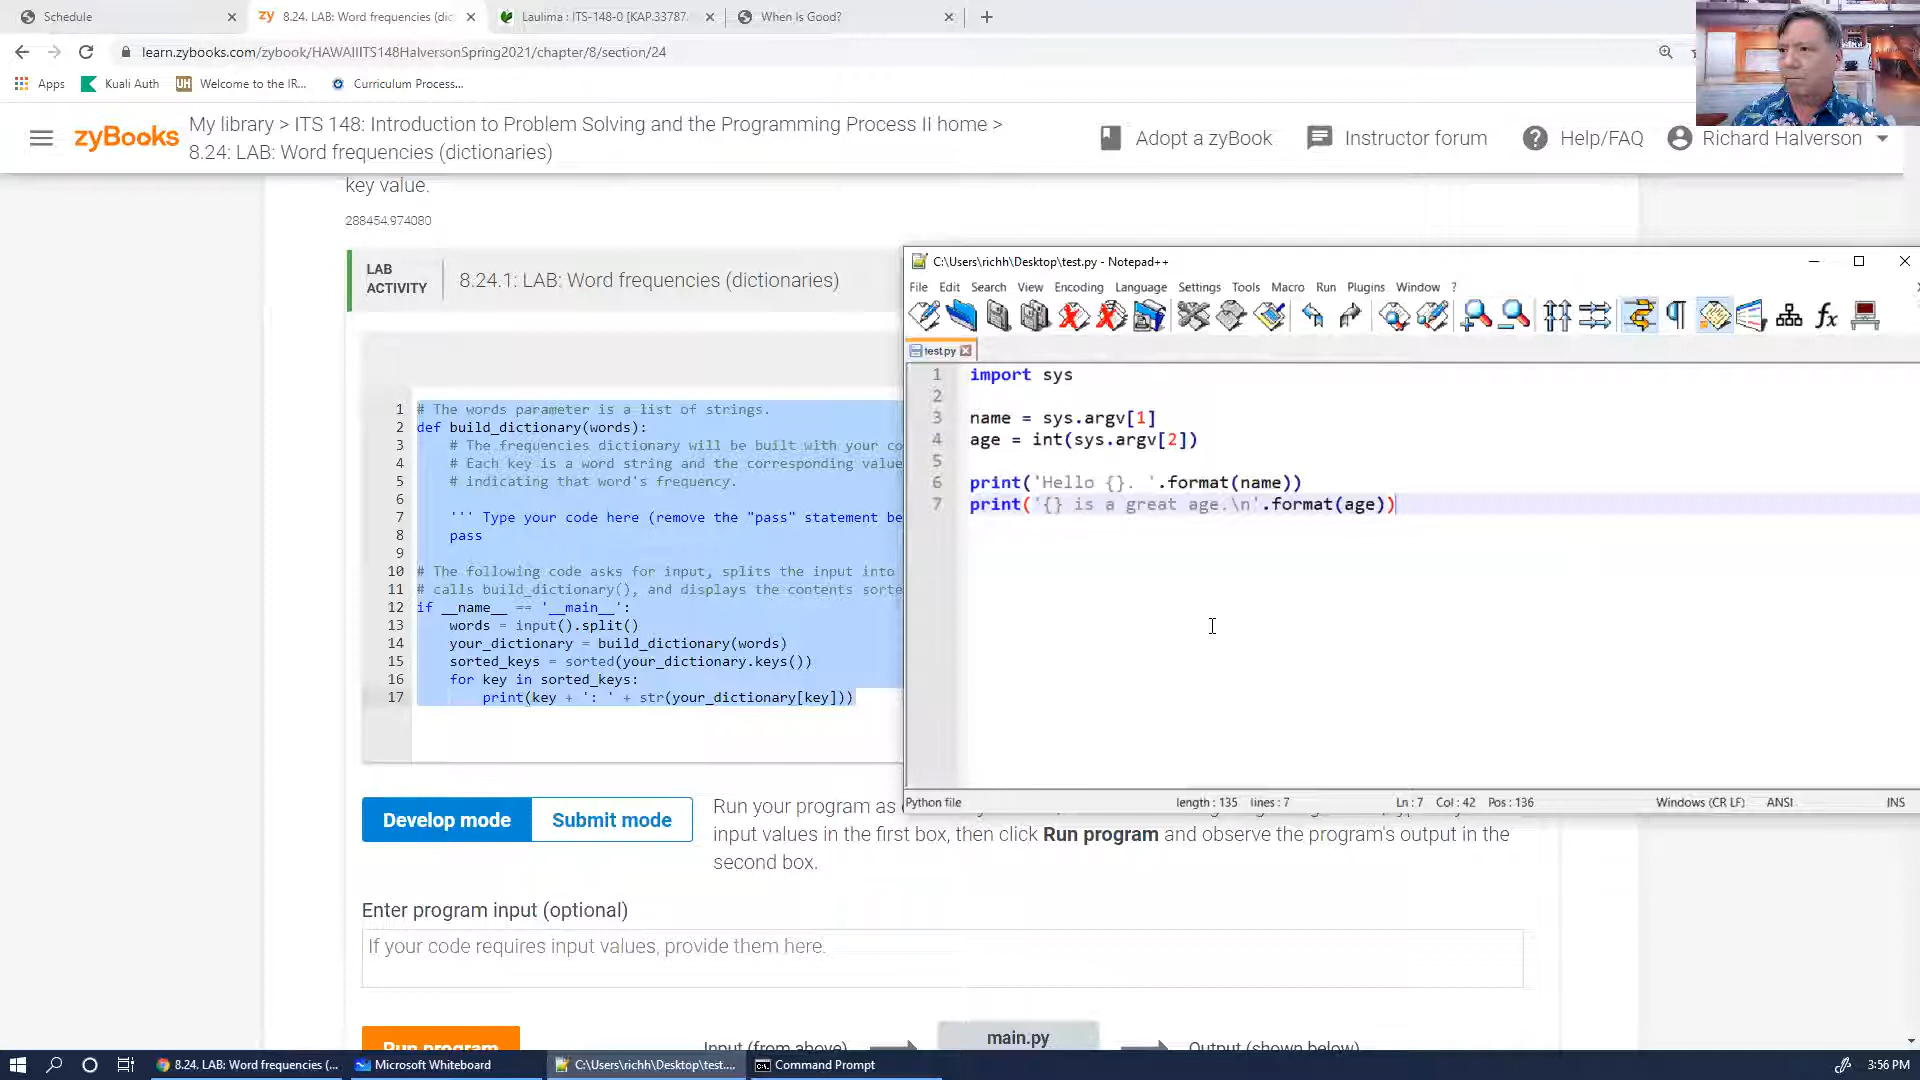 Schedule
zy 8.24. LAB: Word frequencies (dic
Laulima : ITS-148-0 [KAP.33787.
When Is Good?
learn.zybooks.com/zybook/HAWAIIITS148HalversonSpring2021/chapter/8/section/24
Apps
Kuali Auth
UH Welcome to the IR...
Curriculum Process...
zyBooks
My library > ITS 148: Introduction to Problem Solving and the Programming Process II home >
8.24: LAB: Word frequencies (dictionaries)
Adopt a zyBook
Instructor forum
Help/FAQ
Richard Halverson
key value.
288454.974080
LAB
ACTIVITY
8.24.1: LAB: Word frequencies (dictionaries)
1 # The words parameter is a list of strings.
2 def build_dictionary(words):
3 # The frequencies dictionary will be built with your co
4 # Each key is a word string and the corresponding value
5 # indicating that word's frequency.
6
7 ''' Type your code here (remove the "pass" statement be
8 pass
9
10 # The following code asks for input, splits the input into
11 # calls build_dictionary(), and displays the contents sorte
12 if __name__ == '__main__':
13 words = input().split()
14 your_dictionary = build_dictionary(words)
15 sorted_keys = sorted(your_dictionary.keys())
16 for key in sorted_keys:
17 print(key + ': ' + str(your_dictionary[key]))
C:\Users\richh\Desktop\test.py - Notepad++
File Edit Search View Encoding Language Settings Tools Macro Run Plugins Window ?
test.py
1 import sys
2
3 name = sys.argv[1]
4 age = int(sys.argv[2])
5
6 print('Hello {}. '.format(name))
7 print('{} is a great age.\n'.format(age))
Python file
length : 135 lines : 7
Ln : 7 Col : 42 Pos : 136
Windows (CR LF)
ANSI
INS
Develop mode
Submit mode
Run your program as
input values in the first box, then click Run program and observe the program's output in the
second box.
Enter program input (optional)
If your code requires input values, provide them here.
Run program
Input (from above)
main.py
Output (shown below)
8.24. LAB: Word frequencies (...
Microsoft Whiteboard
C:\Users\richh\Desktop\test....
Command Prompt
3:56 PM